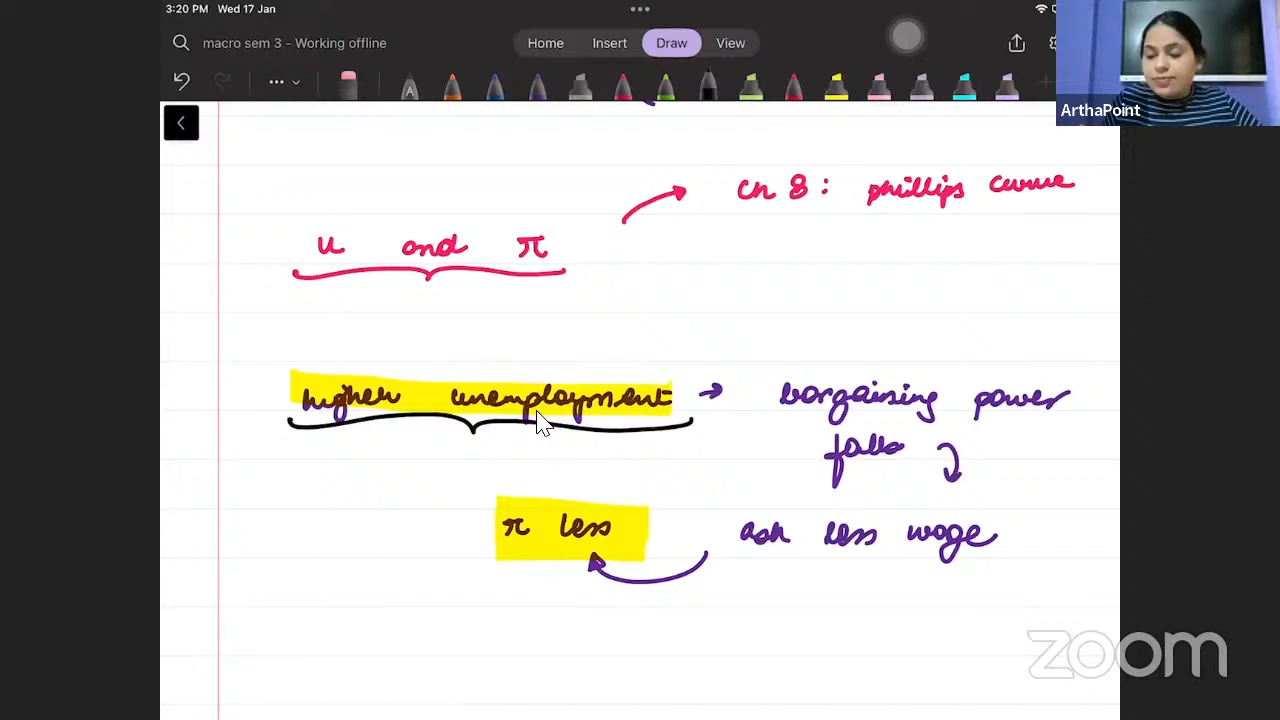 3:20 PM Wed 17 Jan
macro sem 3 - Working offline
Home Insert Draw View
A
ArthaPoint
Ch 8 : phillips curve
u and π
higher unemployment → bargaining power
falls
π less
ask less wage
zoom